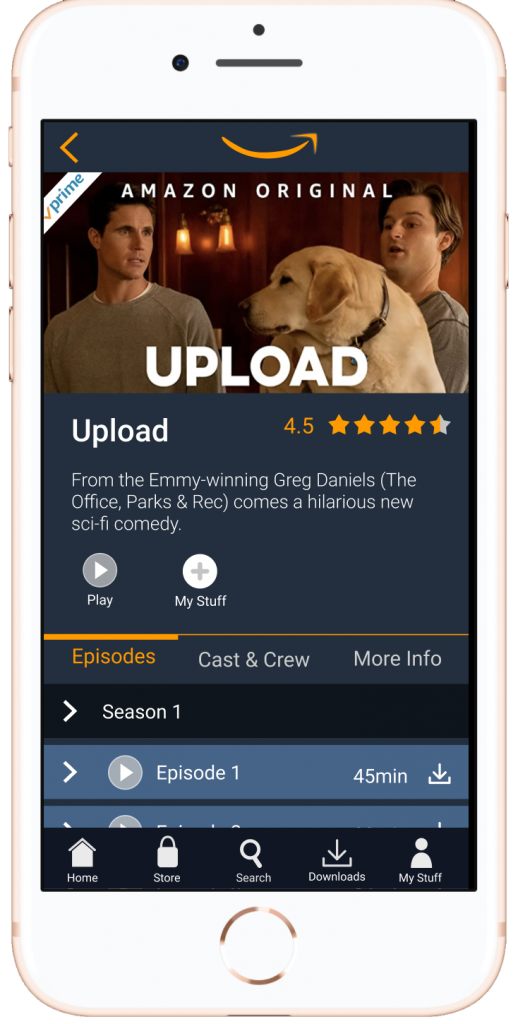 prime
AMAZON ORIGINAL
UPLOAD
Upload
4.5
From the Emmy-winning Greg Daniels (The
Office, Parks & Rec) comes a hilarious new
sci-fi comedy.
Play
My Stuff
Episodes
Cast & Crew
More Info
Season 1
Episode 1
45min
Home
Store
Search
Downloads
My Stuff